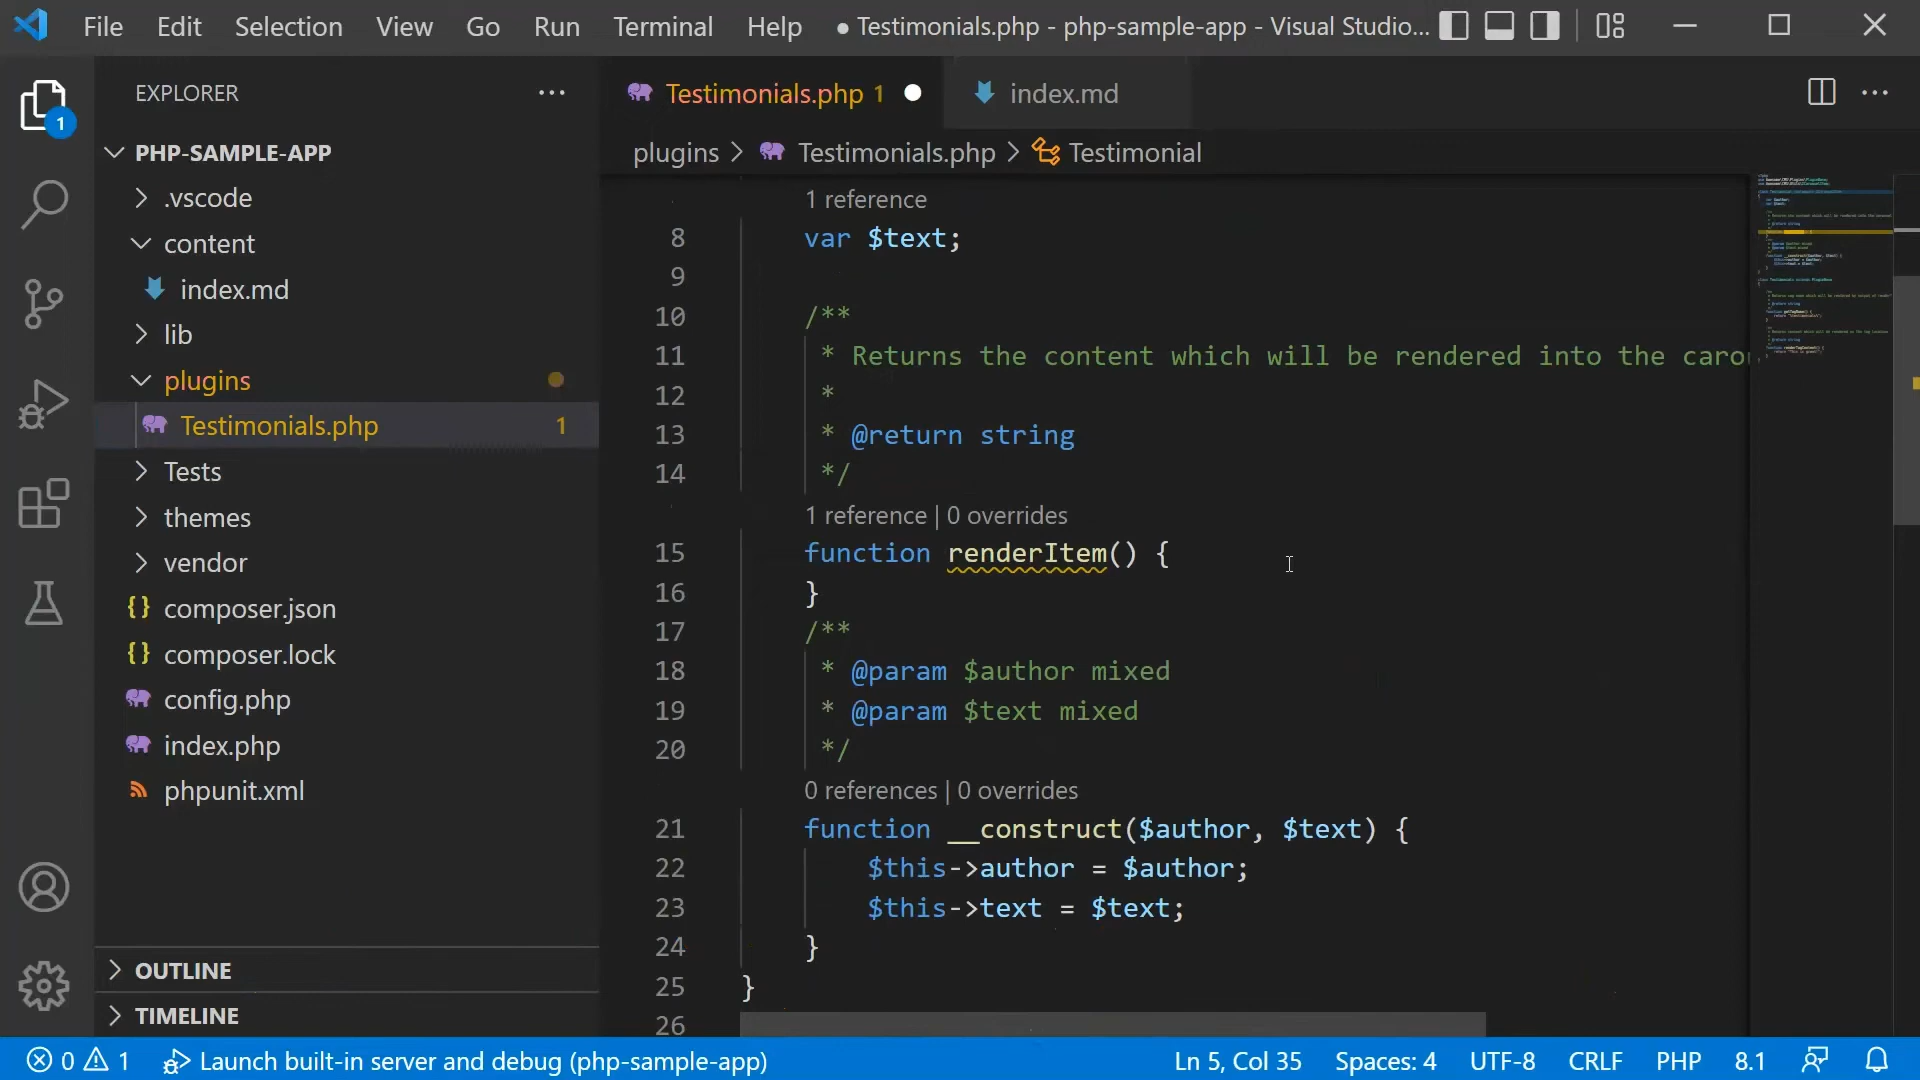 File Edit Selection View Go Run Terminal Help ● Testimonials.php - php-sample-app - Visual Studio...
EXPLORER ...
1
PHP-SAMPLE-APP
.vscode
content
index.md
lib
plugins
Testimonials.php 1
Tests
themes
vendor
{} composer.json
{} composer.lock
config.php
index.php
phpunit.xml
OUTLINE
TIMELINE
Testimonials.php 1 ● index.md
plugins > Testimonials.php > Testimonial
1 reference
8 var $text;
9
10 /**
11 * Returns the content which will be rendered into the caro
12 *
13 * @return string
14 */
1 reference | 0 overrides
15 function renderItem() {
16 }
17 /**
18 * @param $author mixed
19 * @param $text mixed
20 */
0 references | 0 overrides
21 function __construct($author, $text) {
22 $this->author = $author;
23 $this->text = $text;
24 }
25 }
26
0 1 Launch built-in server and debug (php-sample-app) Ln 5, Col 35 Spaces: 4 UTF-8 CRLF PHP 8.1